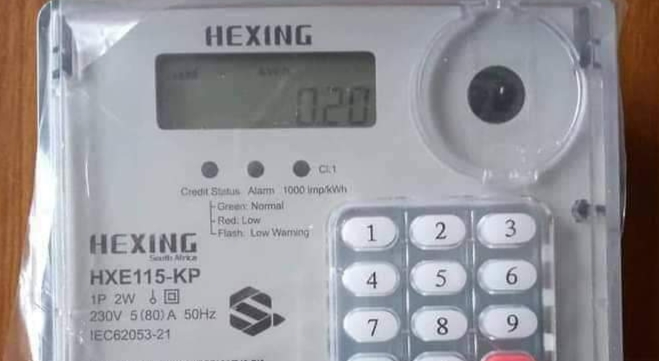 HEXING
0.20
Cl.1
Credit Status Alarm 1000 imp/kWh
Green: Normal
Red: Low
Flash: Low Warning
HEXING
South Africa
HXE115-KP
1P 2W
230V 5(80)A 50Hz
IEC62053-21
1 2 3
4 5 6
7 8 9